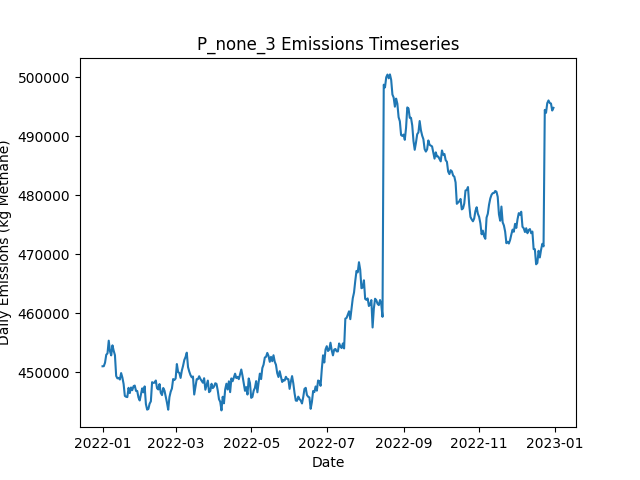 P_none_3 Emissions Timeseries
500000
490000
480000
470000
460000
450000
Daily Emissions (kg Methane)
2022-01 2022-03 2022-05 2022-07 2022-09 2022-11 2023-01
Date